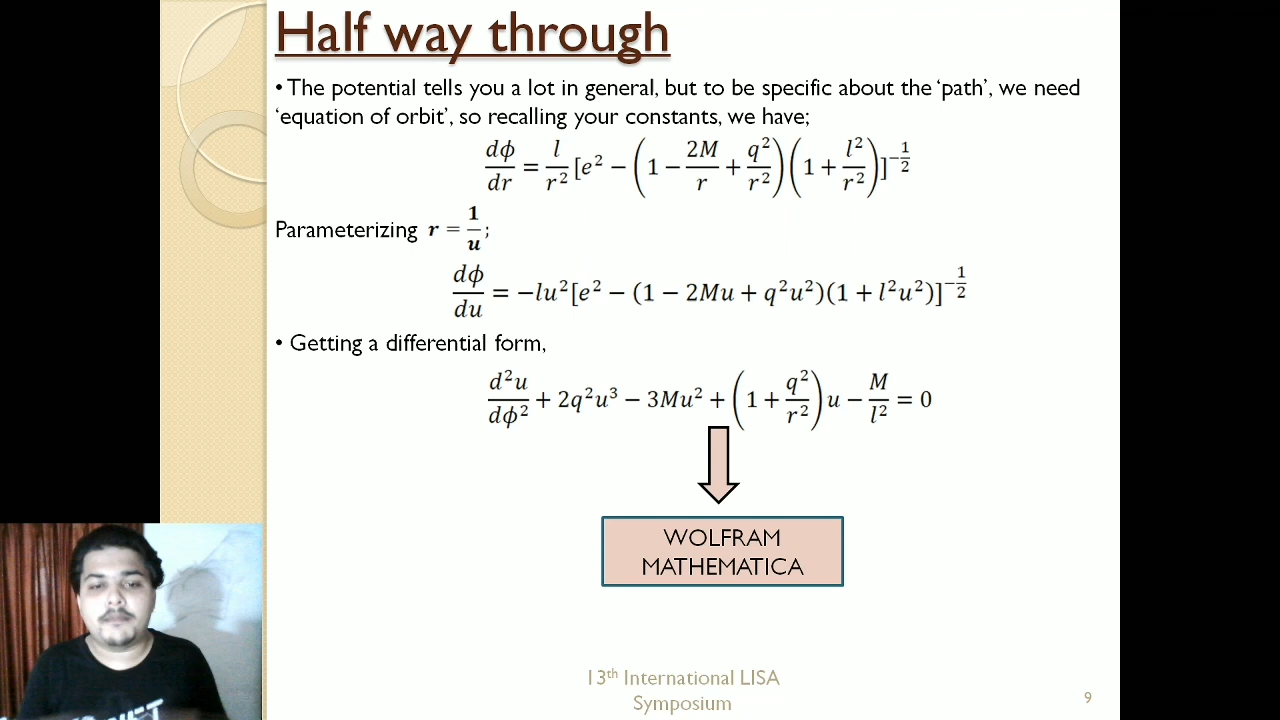 Half way through
• The potential tells you a lot in general, but to be specific about the ‘path’, we need
‘equation of orbit’, so recalling your constants, we have;
dϕ/dr = l/r² [e² − (1 − 2M/r + q²/r²)(1 + l²/r²)]^−1/2
Parameterizing r = 1/u;
dϕ/du = −lu²[e² − (1 − 2Mu + q²u²)(1 + l²u²)]^−1/2
• Getting a differential form,
d²u/dϕ² + 2q²u³ − 3Mu² + (1 + q²/r²)u − M/l² = 0
WOLFRAM
MATHEMATICA
13th International LISA
Symposium
9